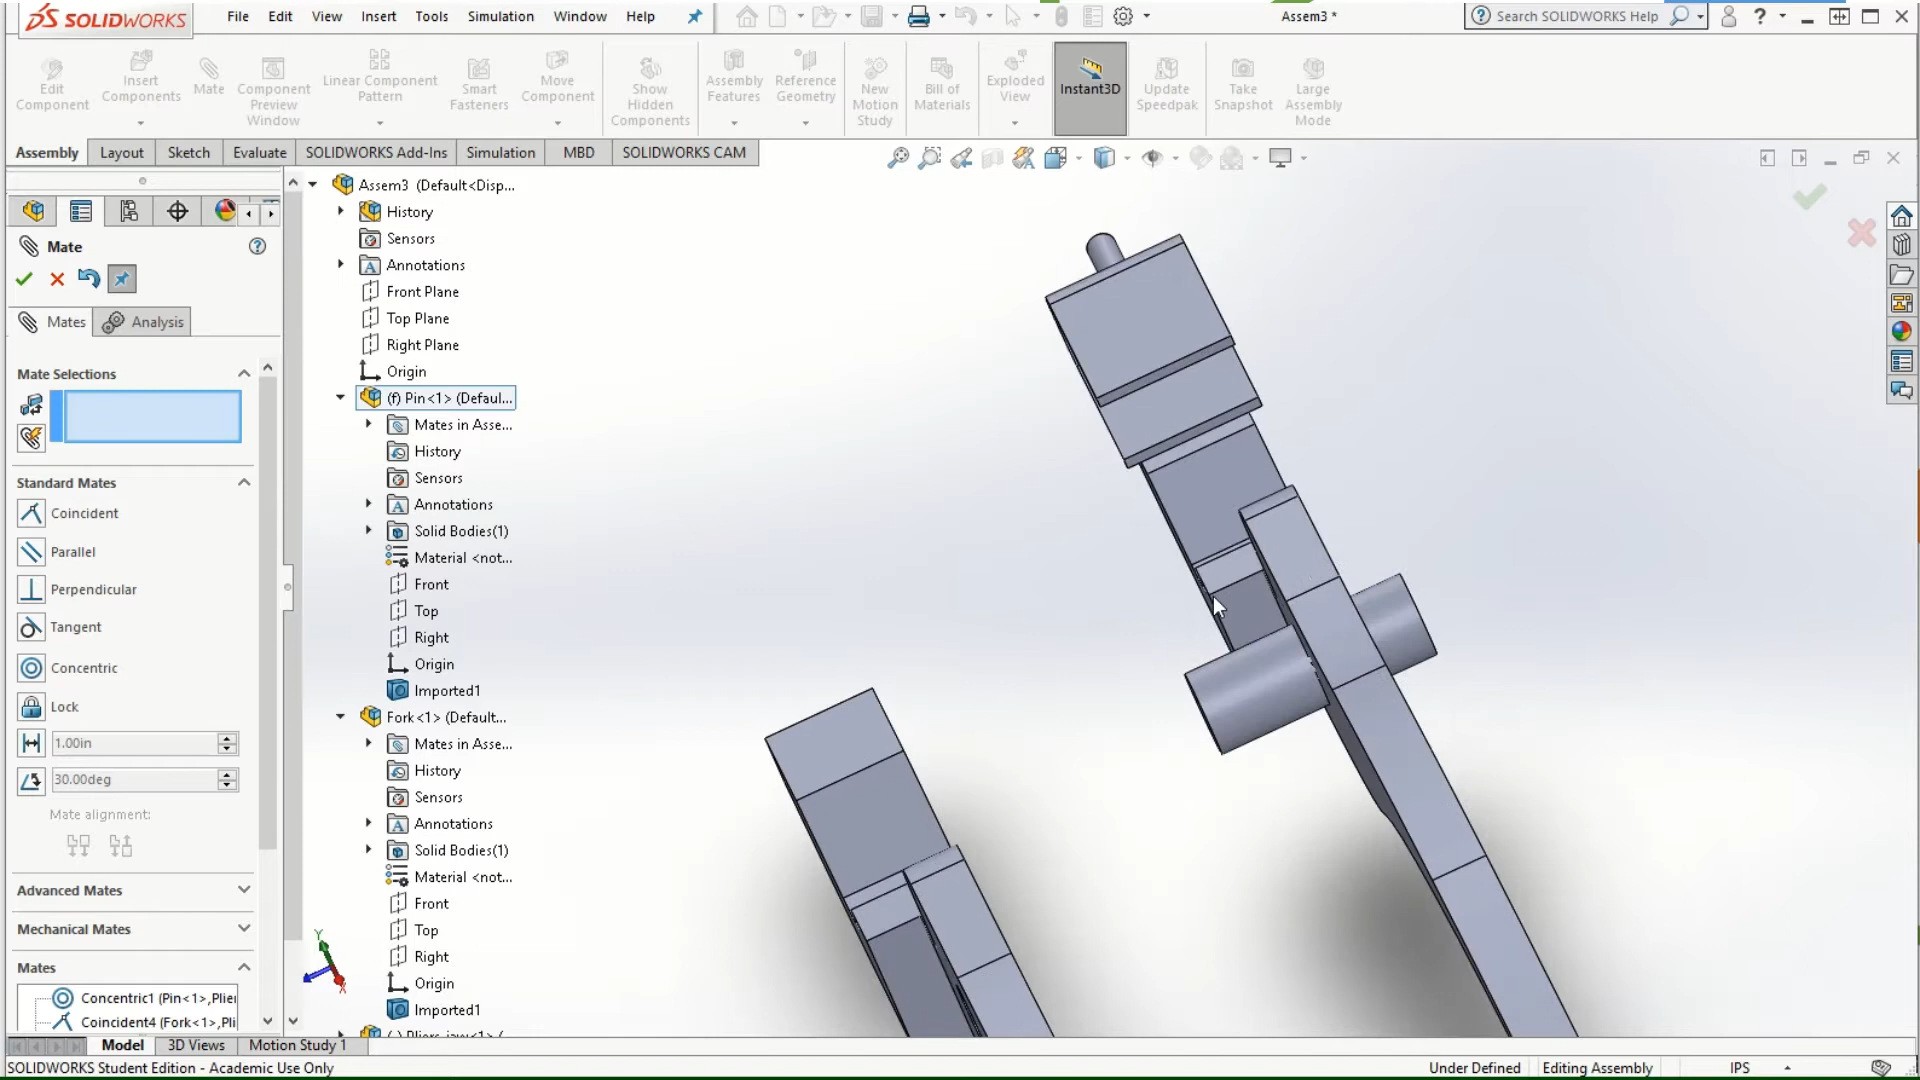 SOLIDWORKS
File Edit View Insert Tools Simulation Window Help
Assem3 *
Search SOLIDWORKS Help
Edit Component
Insert Components
Mate
Component Preview Window
Linear Component Pattern
Smart Fasteners
Move Component
Show Hidden Components
Assembly Features
Reference Geometry
New Motion Study
Bill of Materials
Exploded View
Instant3D
Update Speedpak
Take Snapshot
Large Assembly Mode
Assembly Layout Sketch Evaluate SOLIDWORKS Add-Ins Simulation MBD SOLIDWORKS CAM
Mate
Mates Analysis
Mate Selections
Standard Mates
Coincident
Parallel
Perpendicular
Tangent
Concentric
Lock
1.00in
30.00deg
Mate alignment:
Advanced Mates
Mechanical Mates
Mates
Concentric1 (Pin<1>,Plie
Coincident4 (Fork<1>,Pli
Assem3 (Default<Disp...
History
Sensors
Annotations
Front Plane
Top Plane
Right Plane
Origin
(f) Pin<1> (Defaul...
Mates in Asse...
History
Sensors
Annotations
Solid Bodies(1)
Material <not...
Front
Top
Right
Origin
Imported1
Fork<1> (Default...
Mates in Asse...
History
Sensors
Annotations
Solid Bodies(1)
Material <not...
Front
Top
Right
Origin
Imported1
Y
X
Model 3D Views Motion Study 1
SOLIDWORKS Student Edition - Academic Use Only
Under Defined Editing Assembly IPS